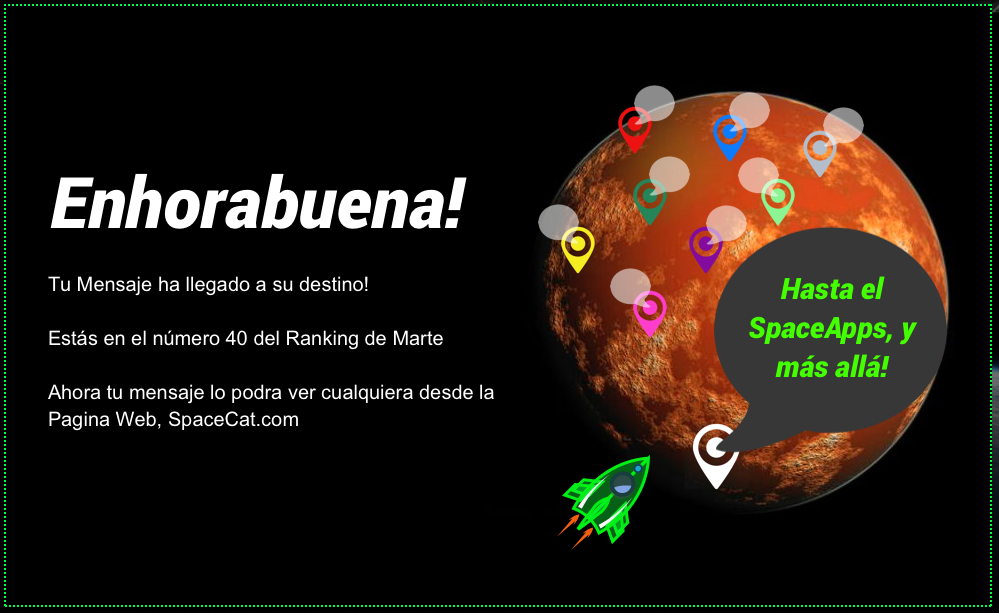 Enhorabuena!
Tu Mensaje ha llegado a su destino!
Estás en el número 40 del Ranking de Marte
Ahora tu mensaje lo podra ver cualquiera desde la
Pagina Web, SpaceCat.com
Hasta el
SpaceApps, y
más allá!